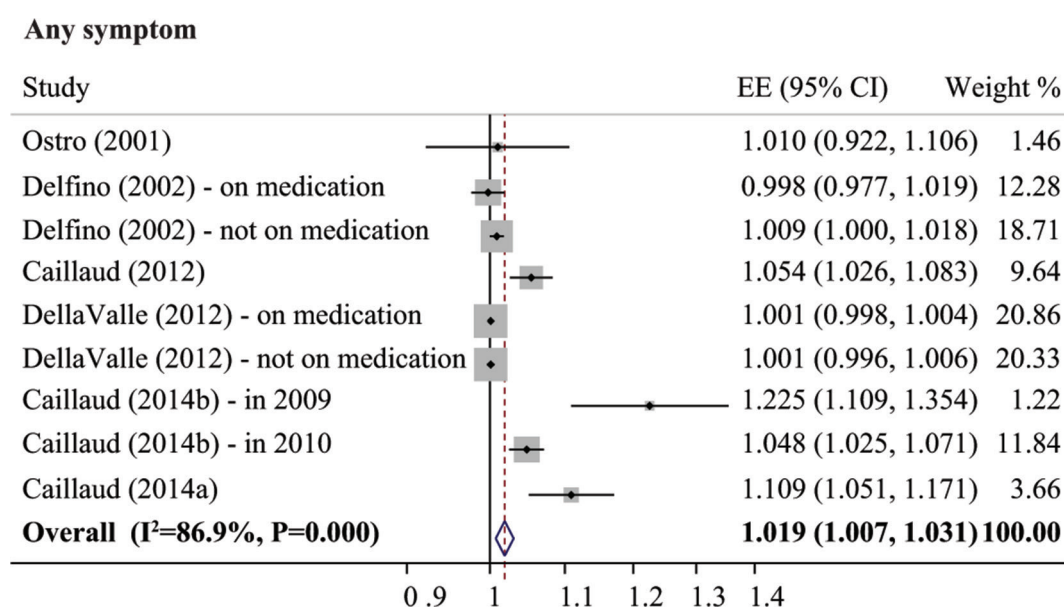 Any symptom
Study EE (95% CI) Weight %
Ostro (2001) 1.010 (0.922, 1.106) 1.46
Delfino (2002) - on medication 0.998 (0.977, 1.019) 12.28
Delfino (2002) - not on medication 1.009 (1.000, 1.018) 18.71
Caillaud (2012) 1.054 (1.026, 1.083) 9.64
DellaValle (2012) - on medication 1.001 (0.998, 1.004) 20.86
DellaValle (2012) - not on medication 1.001 (0.996, 1.006) 20.33
Caillaud (2014b) - in 2009 1.225 (1.109, 1.354) 1.22
Caillaud (2014b) - in 2010 1.048 (1.025, 1.071) 11.84
Caillaud (2014a) 1.109 (1.051, 1.171) 3.66
Overall (I²=86.9%, P=0.000) 1.019 (1.007, 1.031) 100.00
0 .9 1 1.1 1.2 1.3 1.4